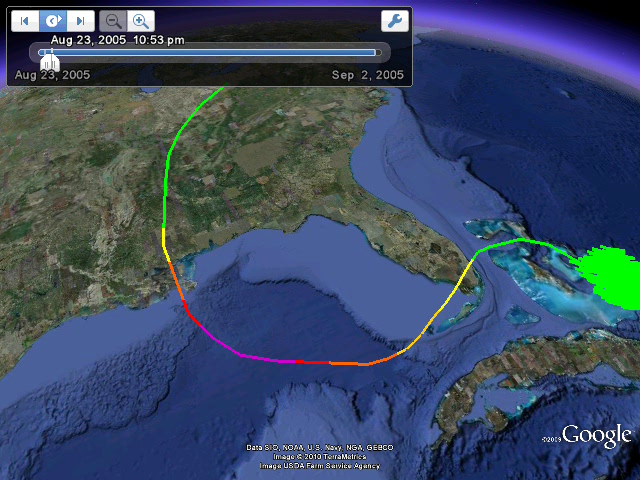 Aug 23, 2005 10:53 pm
Aug 23, 2005
Sep 2, 2005
Data SIO, NOAA, U.S. Navy, NGA, GEBCO
Image © 2010 TerraMetrics
Image USDA Farm Service Agency
©2009 Google